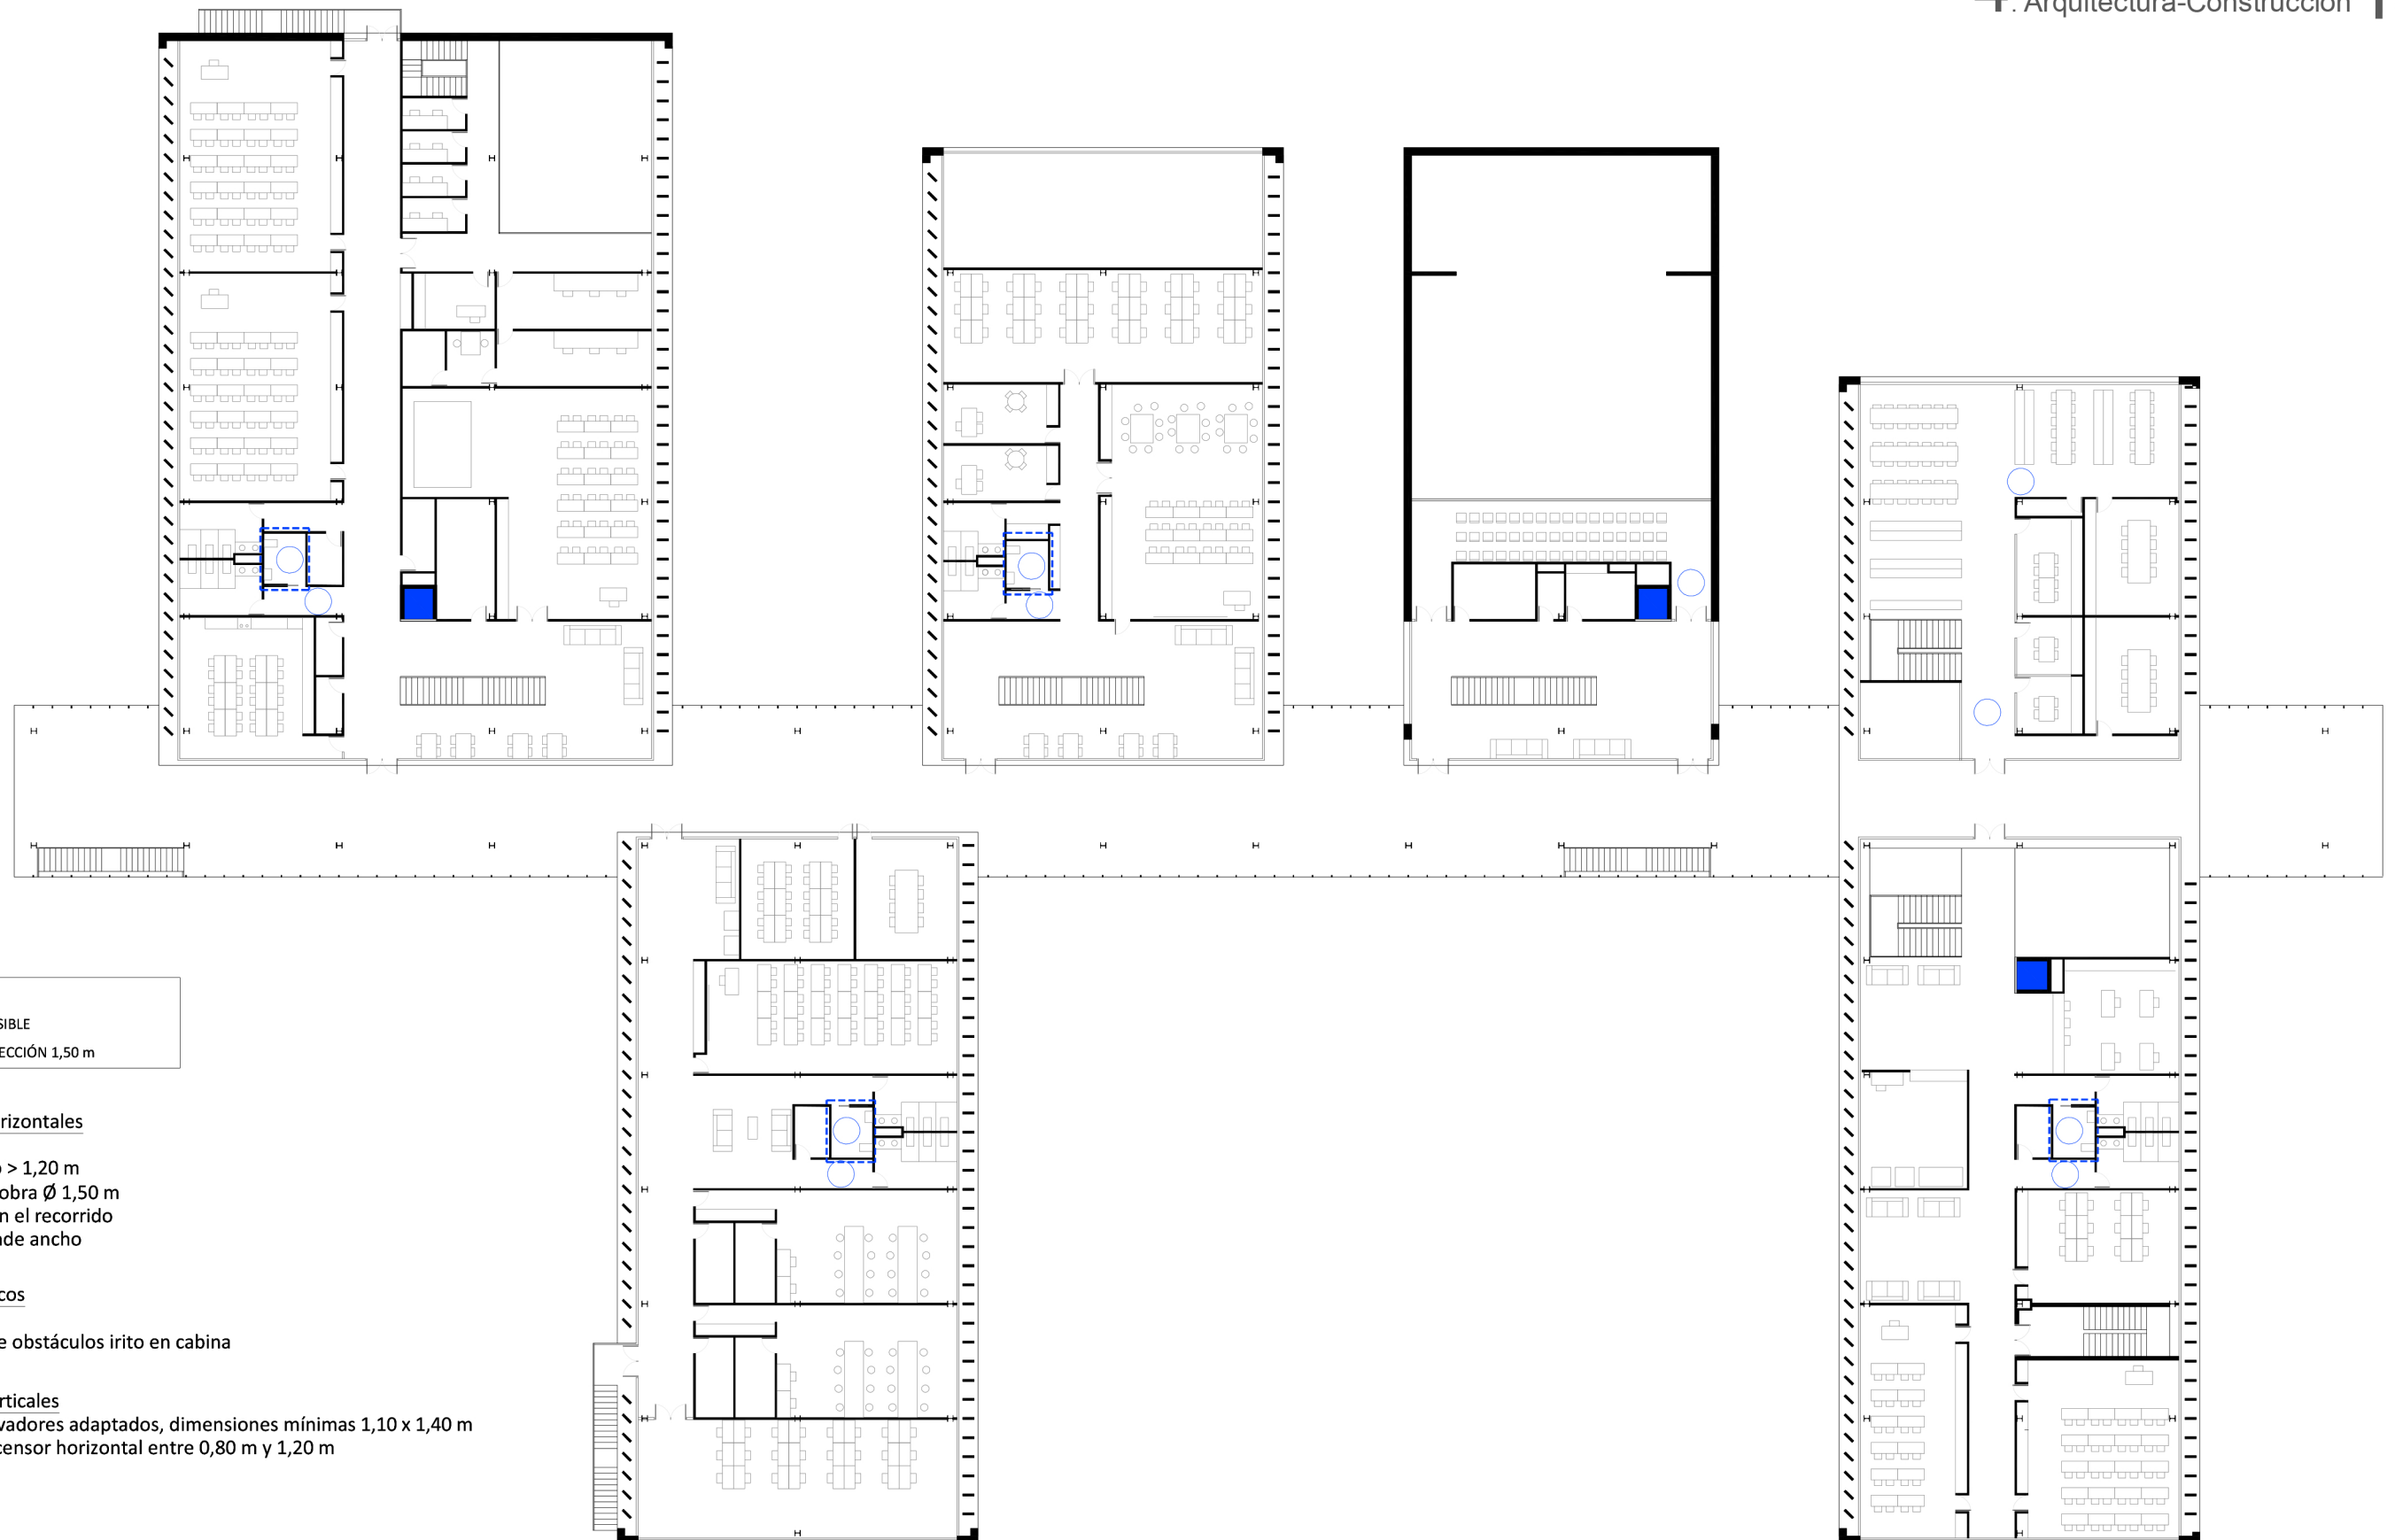 . Arquitectura-Construcción
SIBLE
ECCIÓN 1,50 m
rizontales
o > 1,20 m
obra Ø 1,50 m
n el recorrido
nde ancho
cos
e obstáculos irito en cabina
rticales
vadores adaptados, dimensiones mínimas 1,10 x 1,40 m
censor horizontal entre 0,80 m y 1,20 m